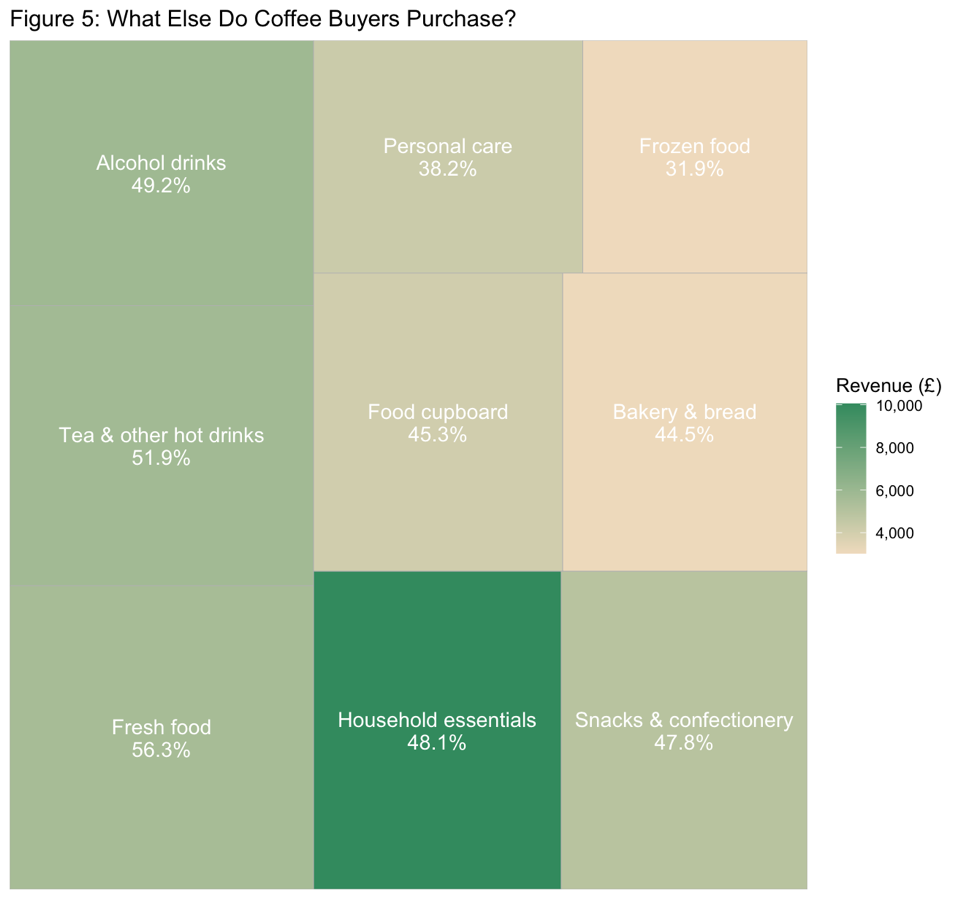 Figure 5: What Else Do Coffee Buyers Purchase?
Alcohol drinks
49.2%
Personal care
38.2%
Frozen food
31.9%
Tea & other hot drinks
51.9%
Food cupboard
45.3%
Bakery & bread
44.5%
Fresh food
56.3%
Household essentials
48.1%
Snacks & confectionery
47.8%
Revenue (£)
10,000
8,000
6,000
4,000